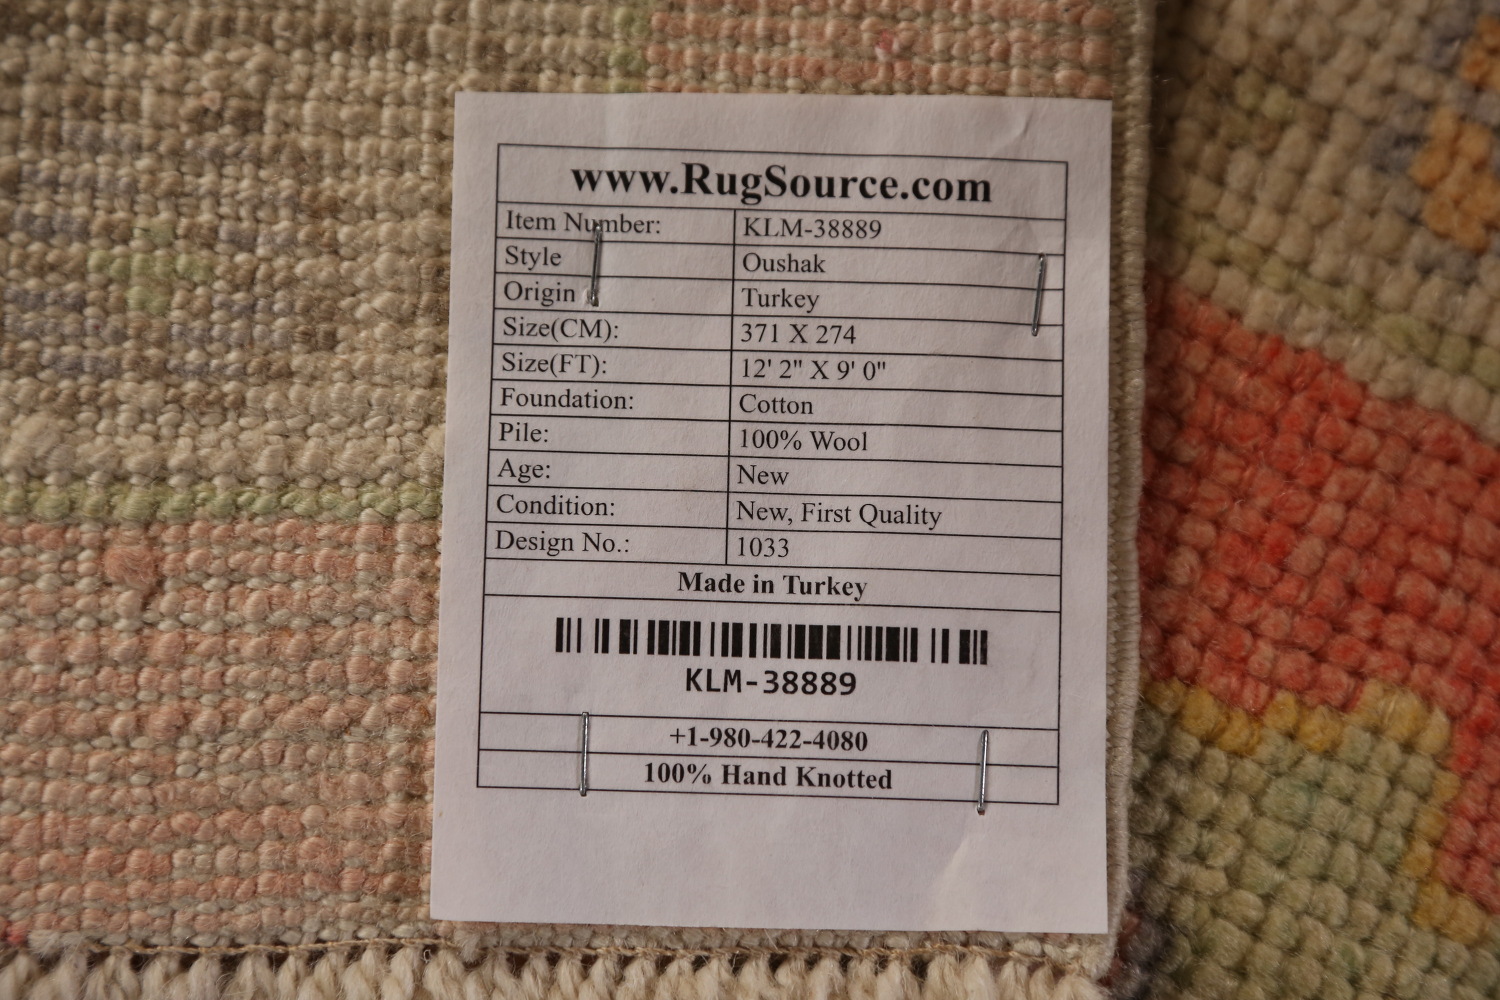 www.RugSource.com
Item Number: KLM-38889
Style Oushak
Origin Turkey
Size(CM): 371 X 274
Size(FT): 12' 2" X 9' 0"
Foundation: Cotton
Pile: 100% Wool
Age: New
Condition: New, First Quality
Design No.: 1033
Made in Turkey
KLM-38889
+1-980-422-4080
100% Hand Knotted